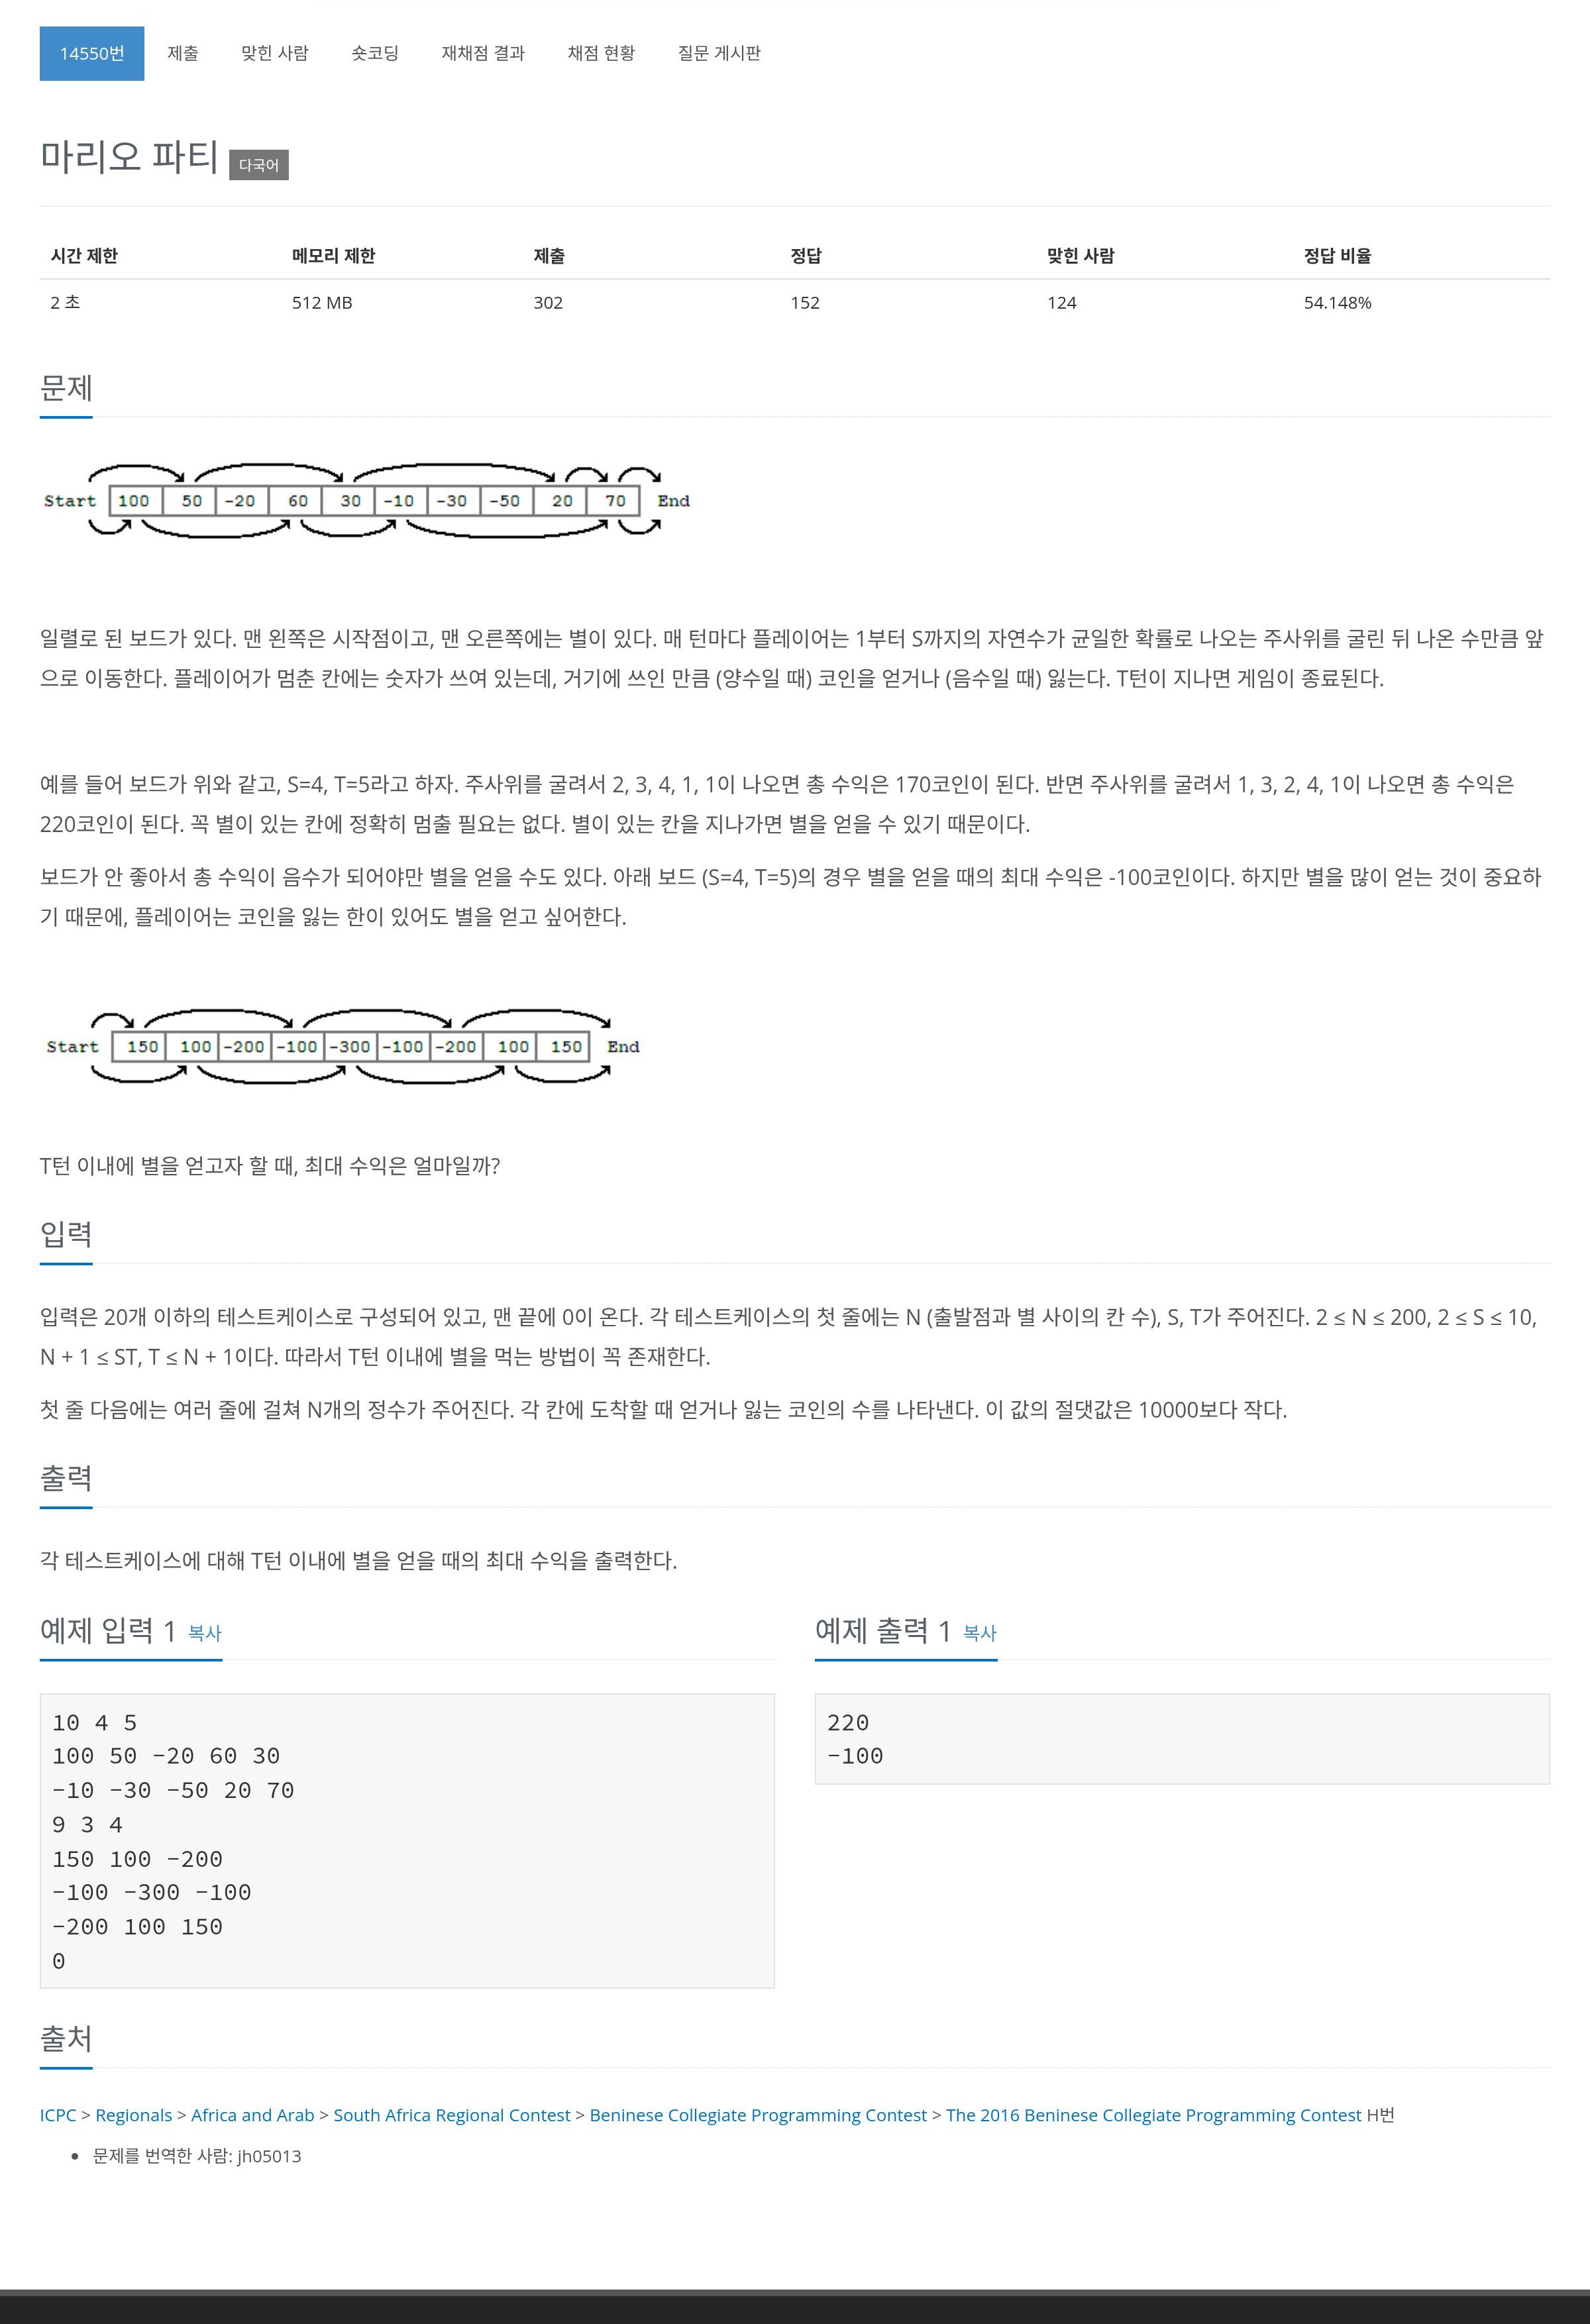 14550번 제출 맞힌 사람 숏코딩 재채점 결과 채점 현황 질문 게시판
마리오 파티 다국어
시간 제한 메모리 제한 제출 정답 맞힌 사람 정답 비율
2 초 512 MB 302 152 124 54.148%
문제
Start 100 50 -20 60 30 -10 -30 -50 20 70 End
일렬로 된 보드가 있다. 맨 왼쪽은 시작점이고, 맨 오른쪽에는 별이 있다. 매 턴마다 플레이어는 1부터 S까지의 자연수가 균일한 확률로 나오는 주사위를 굴린 뒤 나온 수만큼 앞
으로 이동한다. 플레이어가 멈춘 칸에는 숫자가 쓰여 있는데, 거기에 쓰인 만큼 (양수일 때) 코인을 얻거나 (음수일 때) 잃는다. T턴이 지나면 게임이 종료된다.
예를 들어 보드가 위와 같고, S=4, T=5라고 하자. 주사위를 굴려서 2, 3, 4, 1, 1이 나오면 총 수익은 170코인이 된다. 반면 주사위를 굴려서 1, 3, 2, 4, 1이 나오면 총 수익은
220코인이 된다. 꼭 별이 있는 칸에 정확히 멈출 필요는 없다. 별이 있는 칸을 지나가면 별을 얻을 수 있기 때문이다.
보드가 안 좋아서 총 수익이 음수가 되어야만 별을 얻을 수도 있다. 아래 보드 (S=4, T=5)의 경우 별을 얻을 때의 최대 수익은 -100코인이다. 하지만 별을 많이 얻는 것이 중요하
기 때문에, 플레이어는 코인을 잃는 한이 있어도 별을 얻고 싶어한다.
Start 150 100 -200 -100 -300 -100 -200 100 150 End
T턴 이내에 별을 얻고자 할 때, 최대 수익은 얼마일까?
입력
입력은 20개 이하의 테스트케이스로 구성되어 있고, 맨 끝에 0이 온다. 각 테스트케이스의 첫 줄에는 N (출발점과 별 사이의 칸 수), S, T가 주어진다. 2 ≤ N ≤ 200, 2 ≤ S ≤ 10,
N + 1 ≤ ST, T ≤ N + 1이다. 따라서 T턴 이내에 별을 먹는 방법이 꼭 존재한다.
첫 줄 다음에는 여러 줄에 걸쳐 N개의 정수가 주어진다. 각 칸에 도착할 때 얻거나 잃는 코인의 수를 나타낸다. 이 값의 절댓값은 10000보다 작다.
출력
각 테스트케이스에 대해 T턴 이내에 별을 얻을 때의 최대 수익을 출력한다.
예제 입력 1 복사
10 4 5
100 50 -20 60 30
-10 -30 -50 20 70
9 3 4
150 100 -200
-100 -300 -100
-200 100 150
0
예제 출력 1 복사
220
-100
출처
ICPC > Regionals > Africa and Arab > South Africa Regional Contest > Beninese Collegiate Programming Contest > The 2016 Beninese Collegiate Programming Contest H번
• 문제를 번역한 사람: jh05013